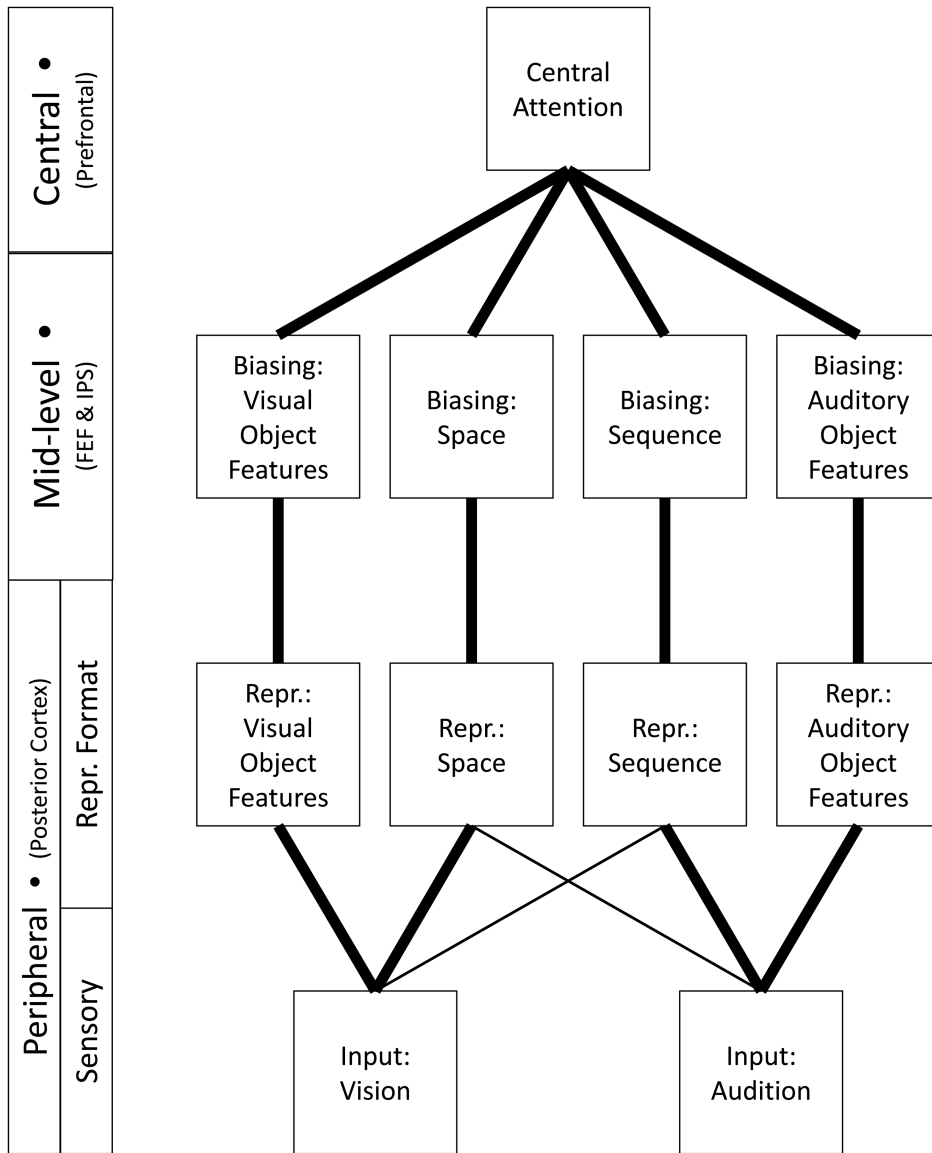 Central •
(Prefrontal)
Mid-level •
(FEF & IPS)
Peripheral • (Posterior Cortex)
Repr. Format
Sensory
Central
Attention
Biasing:
Visual
Object
Features
Biasing:
Space
Biasing:
Sequence
Biasing:
Auditory
Object
Features
Repr.:
Visual
Object
Features
Repr.:
Space
Repr.:
Sequence
Repr.:
Auditory
Object
Features
Input:
Vision
Input:
Audition